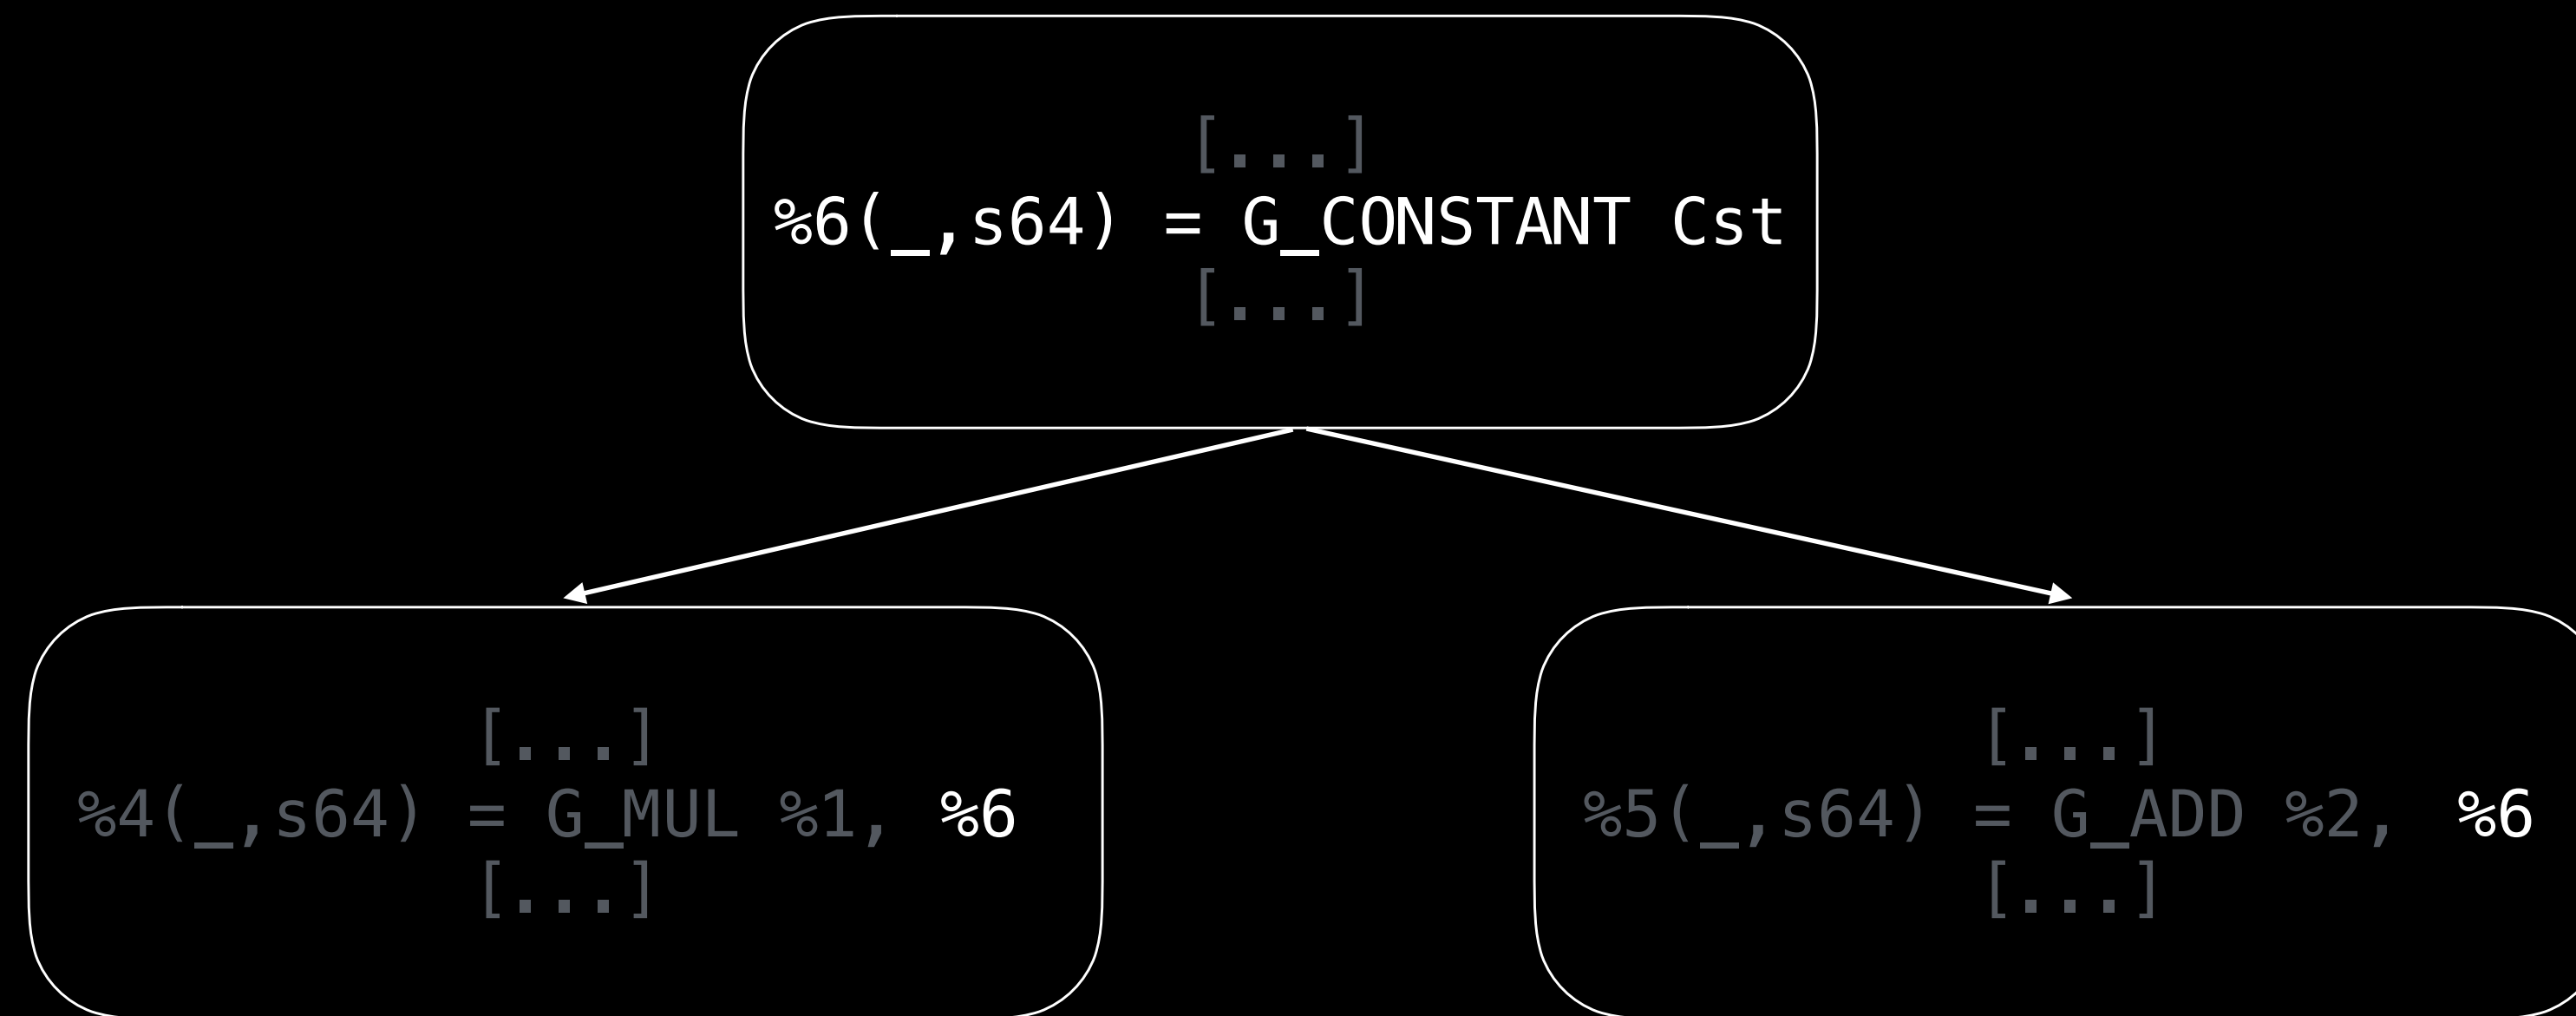 [...]
%6(_,s64) = G_CONSTANT Cst
[...]
[...]
%4(_,s64) = G_MUL %1, %6
[...]
[...]
%5(_,s64) = G_ADD %2, %6
[...]